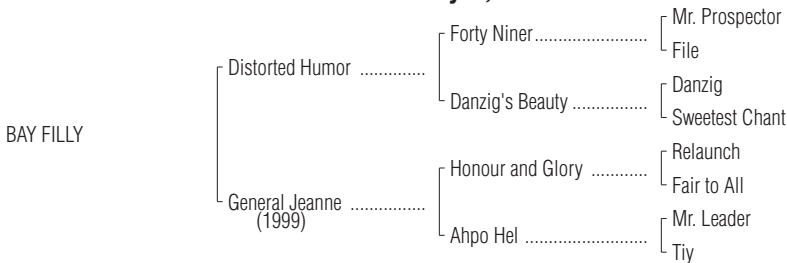 Mr. Prospector
Forty Niner........................
File
Distorted Humor ..............
Danzig
Danzig's Beauty ................
Sweetest Chant
BAY FILLY
Relaunch
Honour and Glory ............
Fair to All
General Jeanne ................
(1999)
Mr. Leader
Ahpo Hel ..........................
Tiy